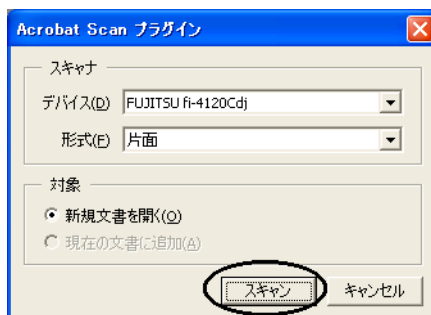 Acrobat Scan プラグイン
スキャナ
デバイス(D) FUJITSU fi-4120Cdj
形式(F) 片面
対象
新規文書を開く(O)
現在の文書に追加(A)
スキャン キャンセル